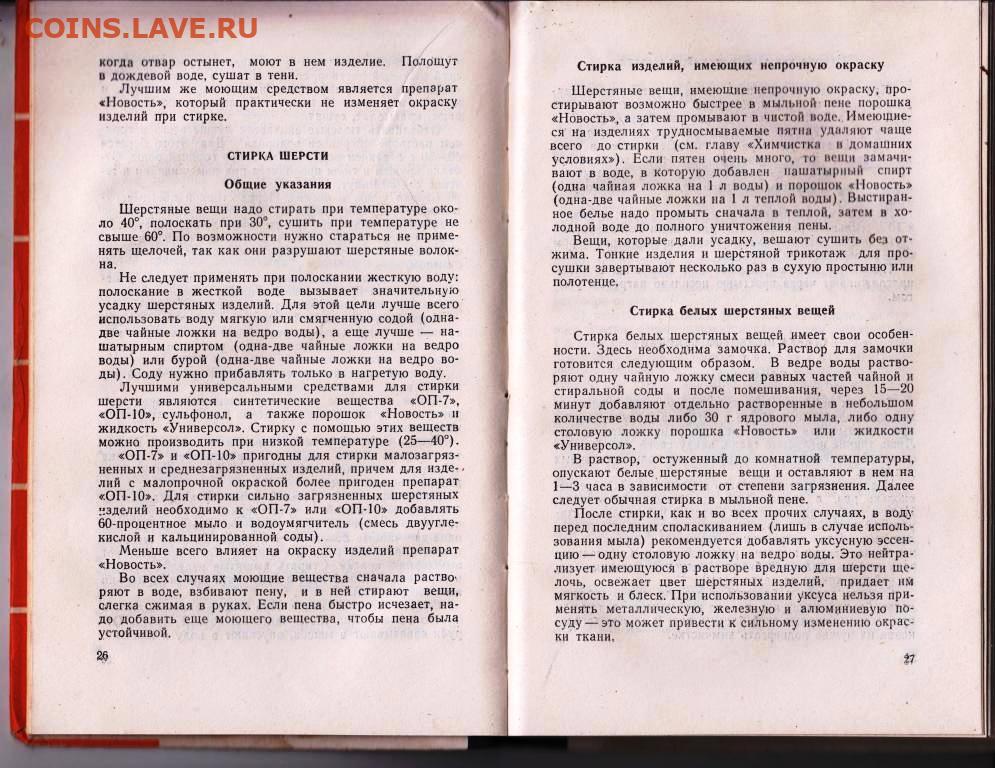 COINS.LAVE.RU
когда отвар остынет, моют в нем изделие. Полощут
в дождевой воде, сушат в тени.
Лучшим же моющим средством является препарат
«Новость», который практически не изменяет окраску
изделий при стирке.
СТИРКА ШЕРСТИ
Общие указания
Шерстяные вещи надо стирать при температуре око-
ло 40°, полоскать при 30°, сушить при температуре не
свыше 60°. По возможности нужно стараться не приме-
нять щелочей, так как они разрушают шерстяные волок-
на.
Не следует применять при полоскании жесткую воду:
полоскание в жесткой воде вызывает значительную
усадку шерстяных изделий. Для этой цели лучше всего
использовать воду мягкую или смягченную содой (одна-
две чайные ложки на ведро воды), а еще лучше — на-
шатырным спиртом (одна-две чайные ложки на ведро
воды) или бурой (одна-две чайные ложки на ведро во-
ды). Соду нужно прибавлять только в нагретую воду.
Лучшими универсальными средствами для стирки
шерсти являются синтетические вещества «ОП-7»,
«ОП-10», сульфонол, а также порошок «Новость» и
жидкость «Универсол». Стирку с помощью этих веществ
можно производить при низкой температуре (25—40°).
«ОП-7» и «ОП-10» пригодны для стирки малозагряз-
ненных и среднезагрязненных изделий, причем для изде-
лий с малопрочной окраской более пригоден препарат
«ОП-10». Для стирки сильно загрязненных шерстяных
изделий необходимо к «ОП-7» или «ОП-10» добавлять
60-процентное мыло и водоумягчитель (смесь двуугле-
кислой и кальцинированной соды).
Меньше всего влияет на окраску изделий препарат
«Новость».
Во всех случаях моющие вещества сначала раство-
ряют в воде, взбивают пену, и в ней стирают вещи,
слегка сжимая в руках. Если пена быстро исчезает, на-
до добавить еще моющего вещества, чтобы пена была
устойчивой.
26
Стирка изделий, имеющих непрочную окраску
Шерстяные вещи, имеющие непрочную окраску, про-
стирывают возможно быстрее в мыльной пене порошка
«Новость», а затем промывают в чистой воде. Имеющие-
ся на изделиях трудносмываемые пятна удаляют чаще
всего до стирки (см. главу «Химчистка в домашних
условиях»). Если пятен очень много, то вещи замачи-
вают в воде, в которую добавлен нашатырный спирт
(одна чайная ложка на 1 л воды) и порошок «Новость»
(одна-две чайные ложки на 1 л теплой воды). Выстиран-
ное белье надо промыть сначала в теплой, затем в хо-
лодной воде до полного уничтожения пены.
Вещи, которые дали усадку, вешают сушить без от-
жима. Тонкие изделия и шерстяной трикотаж для про-
сушки завертывают несколько раз в сухую простыню или
полотенце.
Стирка белых шерстяных вещей
Стирка белых шерстяных вещей имеет свои особен-
ности. Здесь необходима замочка. Раствор для замочки
готовится следующим образом. В ведре воды раство-
ряют одну чайную ложку смеси равных частей чайной и
стиральной соды и после помешивания, через 15—20
минут добавляют отдельно растворенные в небольшом
количестве воды либо 30 г ядрового мыла, либо одну
столовую ложку порошка «Новость» или жидкости
«Универсол».
В раствор, остуженный до комнатной температуры,
опускают белые шерстяные вещи и оставляют в нем на
1—3 часа в зависимости от степени загрязнения. Далее
следует обычная стирка в мыльной пене.
После стирки, как и во всех прочих случаях, в воду
перед последним споласкиванием (лишь в случае исполь-
зования мыла) рекомендуется добавлять уксусную эссен-
цию — одну столовую ложку на ведро воды. Это нейтра-
лизует имеющуюся в растворе вредную для шерсти ще-
лочь, освежает цвет шерстяных изделий, придает им
мягкость и блеск. При использовании уксуса нельзя при-
менять металлическую, железную и алюминиевую по-
суду — это может привести к сильному изменению окрас-
ки ткани.
27